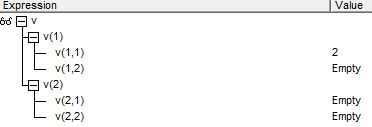 Expression Value
v
v(1)
v(1,1) 2
v(1,2) Empty
v(2)
v(2,1) Empty
v(2,2) Empty